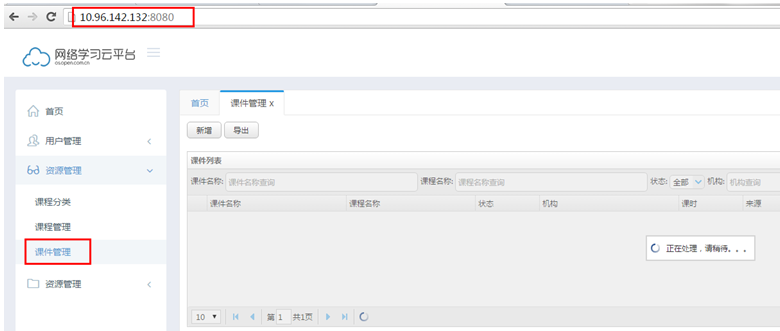 10.96.142.132:8080
网络学习云平台
osopen.com.cn
首页
用户管理
资源管理
课程分类
课程管理
课件管理
资源管理
首页 课件管理 x
新增 导出
课件列表
课件名称: 课件名称查询 课程名称: 课程名称查询 状态: 全部 机构: 机构查询
课件名称 课程名称 状态 机构 课时 来源
正在处理，请稍待。。。
10 第 1 共1页